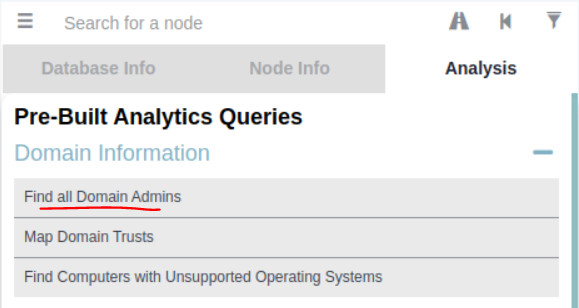 Search for a node
Database Info
Node Info
Analysis
Pre-Built Analytics Queries
Domain Information
Find all Domain Admins
Map Domain Trusts
Find Computers with Unsupported Operating Systems